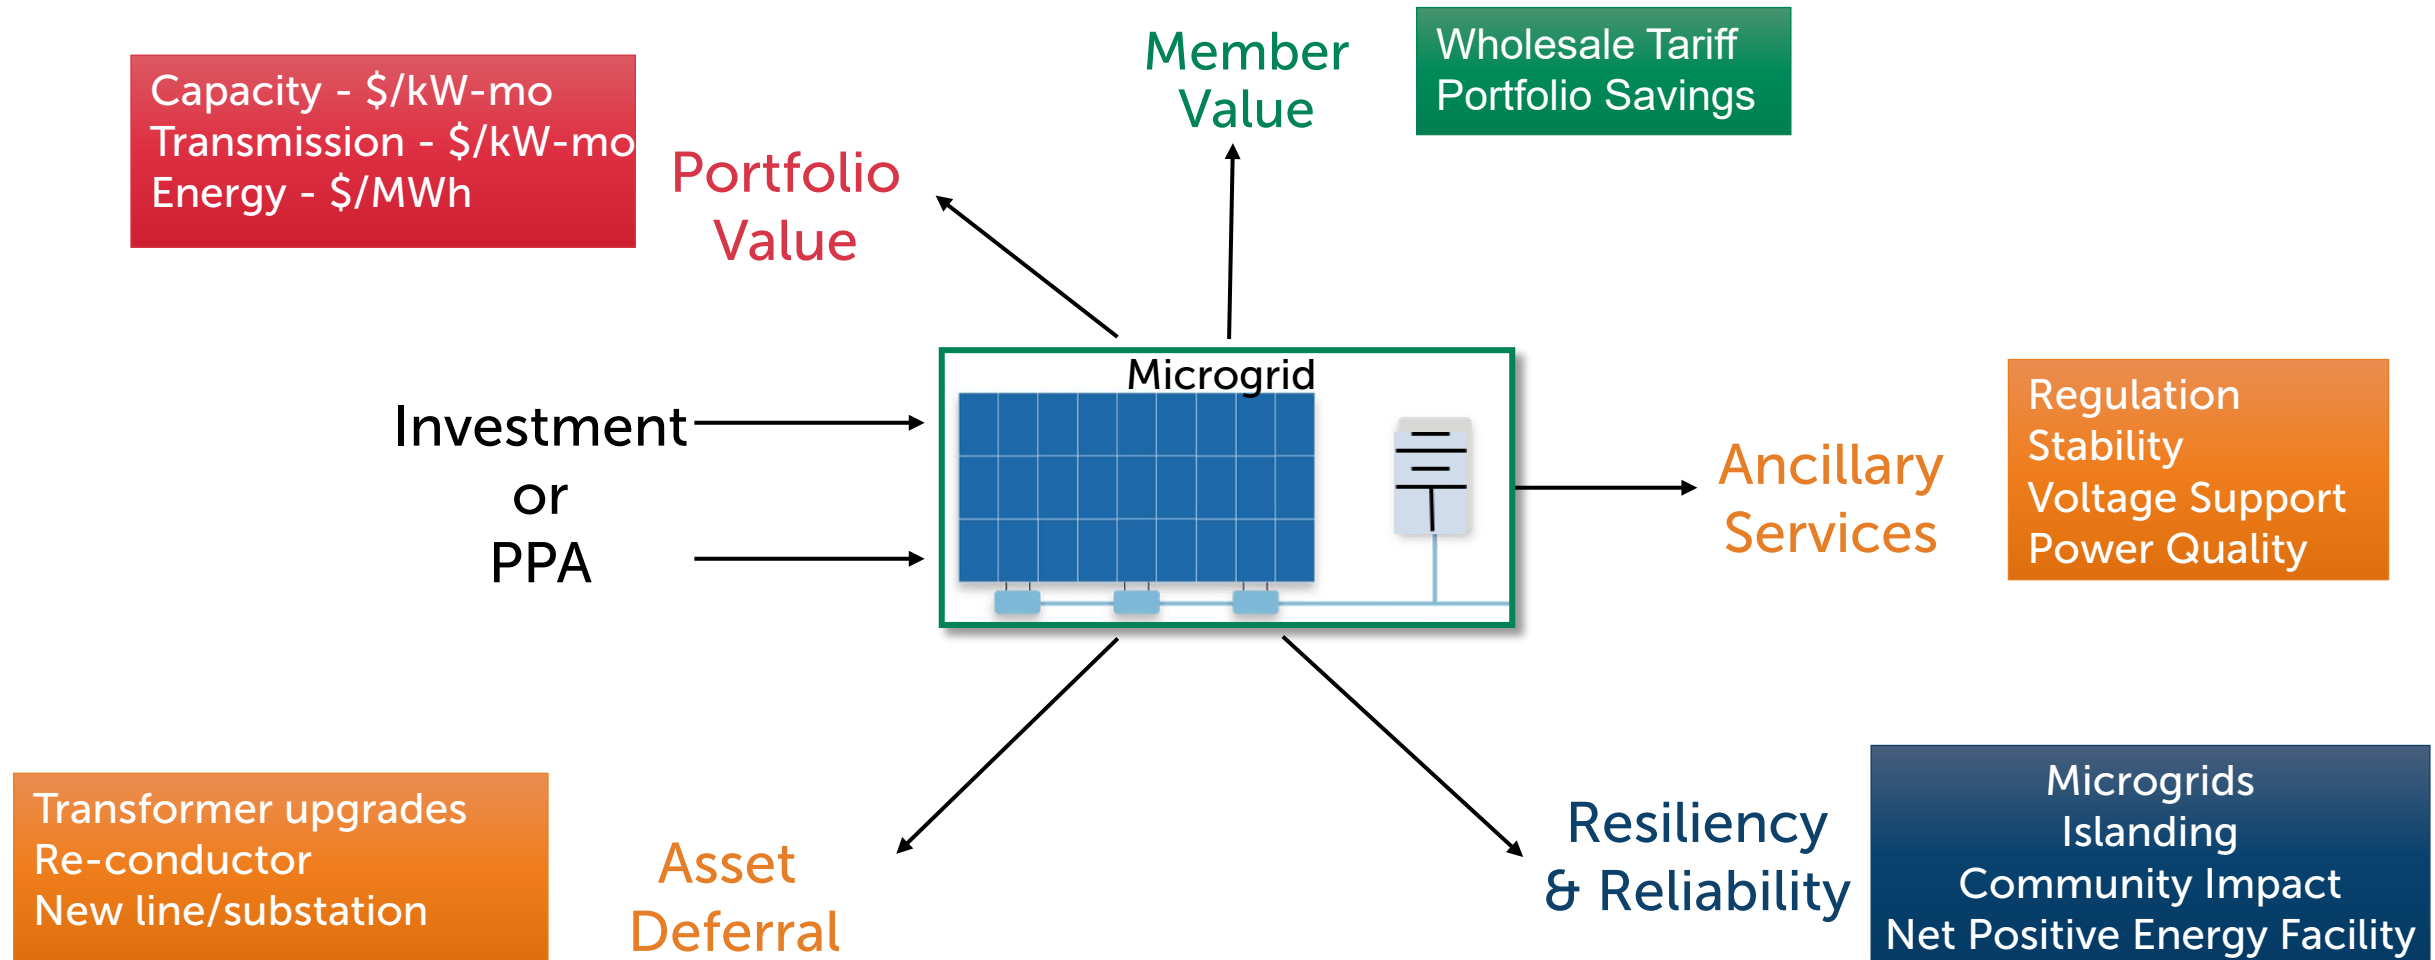 Capacity - $/kW-mo
Transmission - $/kW-mo
Energy - $/MWh
Portfolio
Value
Member
Value
Wholesale Tariff
Portfolio Savings
Investment
or
PPA
Microgrid
Ancillary
Services
Regulation
Stability
Voltage Support
Power Quality
Transformer upgrades
Re-conductor
New line/substation
Asset
Deferral
Resiliency
& Reliability
Microgrids
Islanding
Community Impact
Net Positive Energy Facility